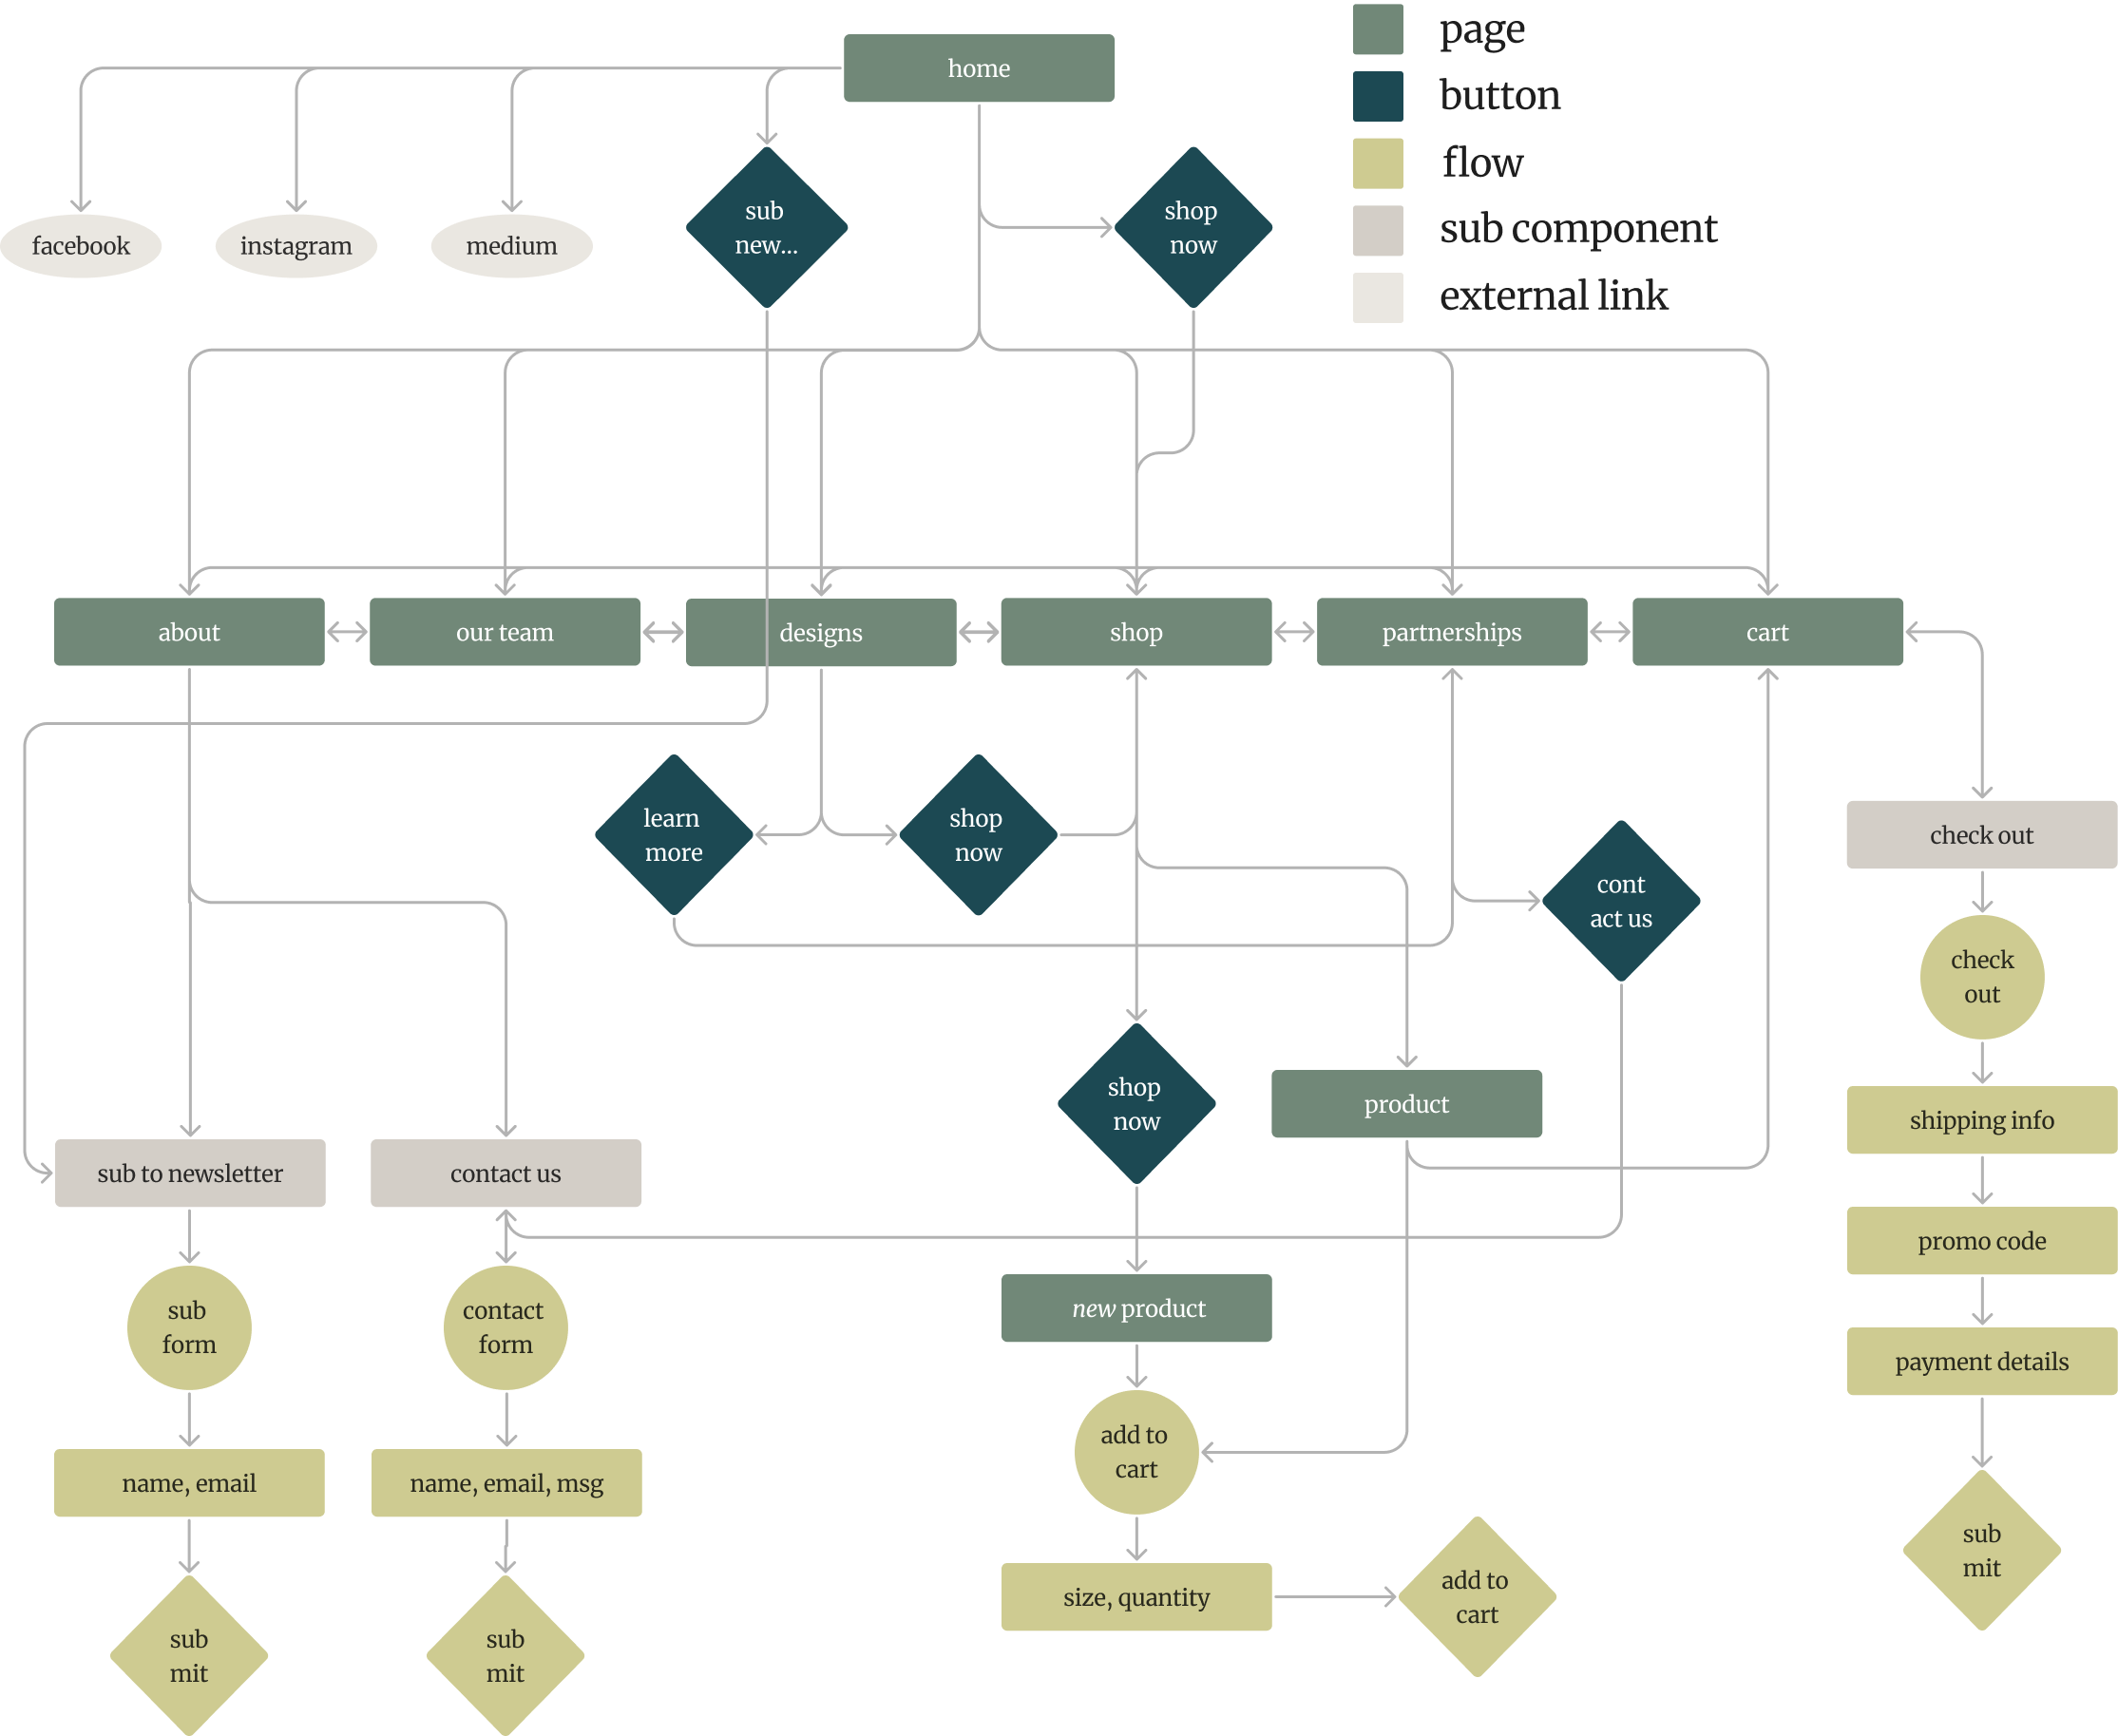 page
home
button
flow
sub
new...
shop
now
sub component
facebook
instagram
medium
external link
about
our team
designs
shop
partnerships
cart
learn
more
shop
now
check out
cont
act us
check
out
shop
now
product
shipping info
sub to newsletter
contact us
promo code
sub
form
contact
form
new product
payment details
add to
cart
name, email
name, email, msg
sub
mit
size, quantity
add to
cart
sub
mit
sub
mit